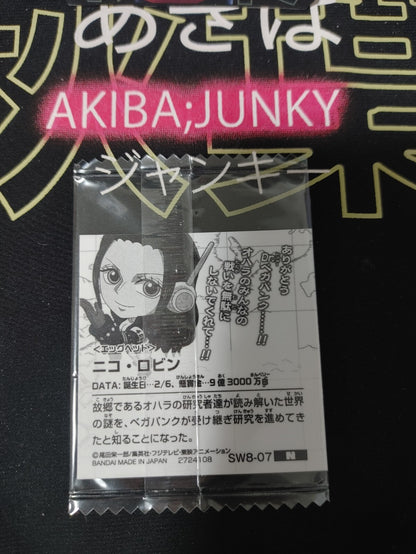 めさは
AKIBA;JUNKY
ジャンキー
ありがとう
Dr.ベガパンク……!!
オハラのみんなの
想いを無駄に
しないでくれて…!!
<エッグヘッド>
ニコ・ロビン
DATA: 誕生日…2/6、懸賞金…9億3000万
故郷であるオハラの研究者達が読み解いた世界
の謎を、ベガパンクが受け継ぎ研究を進めてき
たと知ることになった。
©尾田栄一郎/集英社・フジテレビ・東映アニメーション
BANDAI MADE IN JAPAN 2724108 SW8-07 N